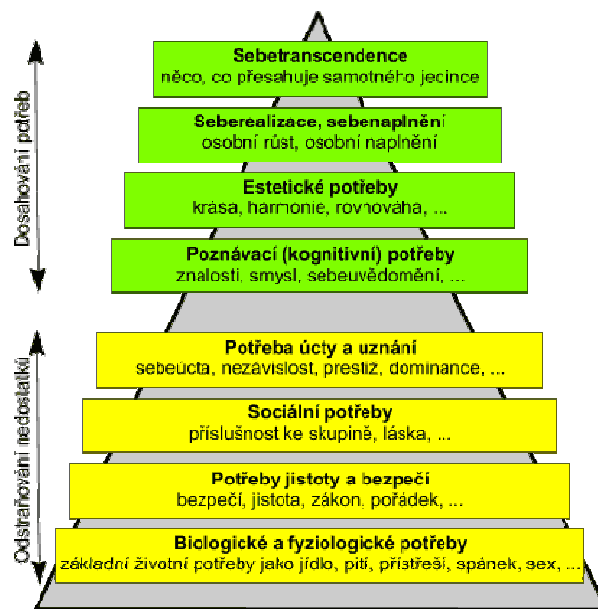 Sebetranscendence
něco, co přesahuje samotného jecince
Seberealizace, sebenaplnění
osobní růst, osobní naplnění
Estetické potřeby
krása, harmonie, rovnováha, ...
Poznávací (kognitivní) potřeby
znalosti, smysl, sebeuvědomění, ...
Dosahování potřeb
Potřeba úcty a uznání
sebeúcta, nezávislost, prestiž, dominance, ...
Sociální potřeby
příslušnost ke skupině, láska, ...
Potřeby jistoty a bezpečí
bezpečí, jistota, zákon, pořádek, ...
Biologické a fyziologické potřeby
základní životní potřeby jako jídlo, pití, přístřeší, spánek, sex, ...
Odstraňování nedostatků